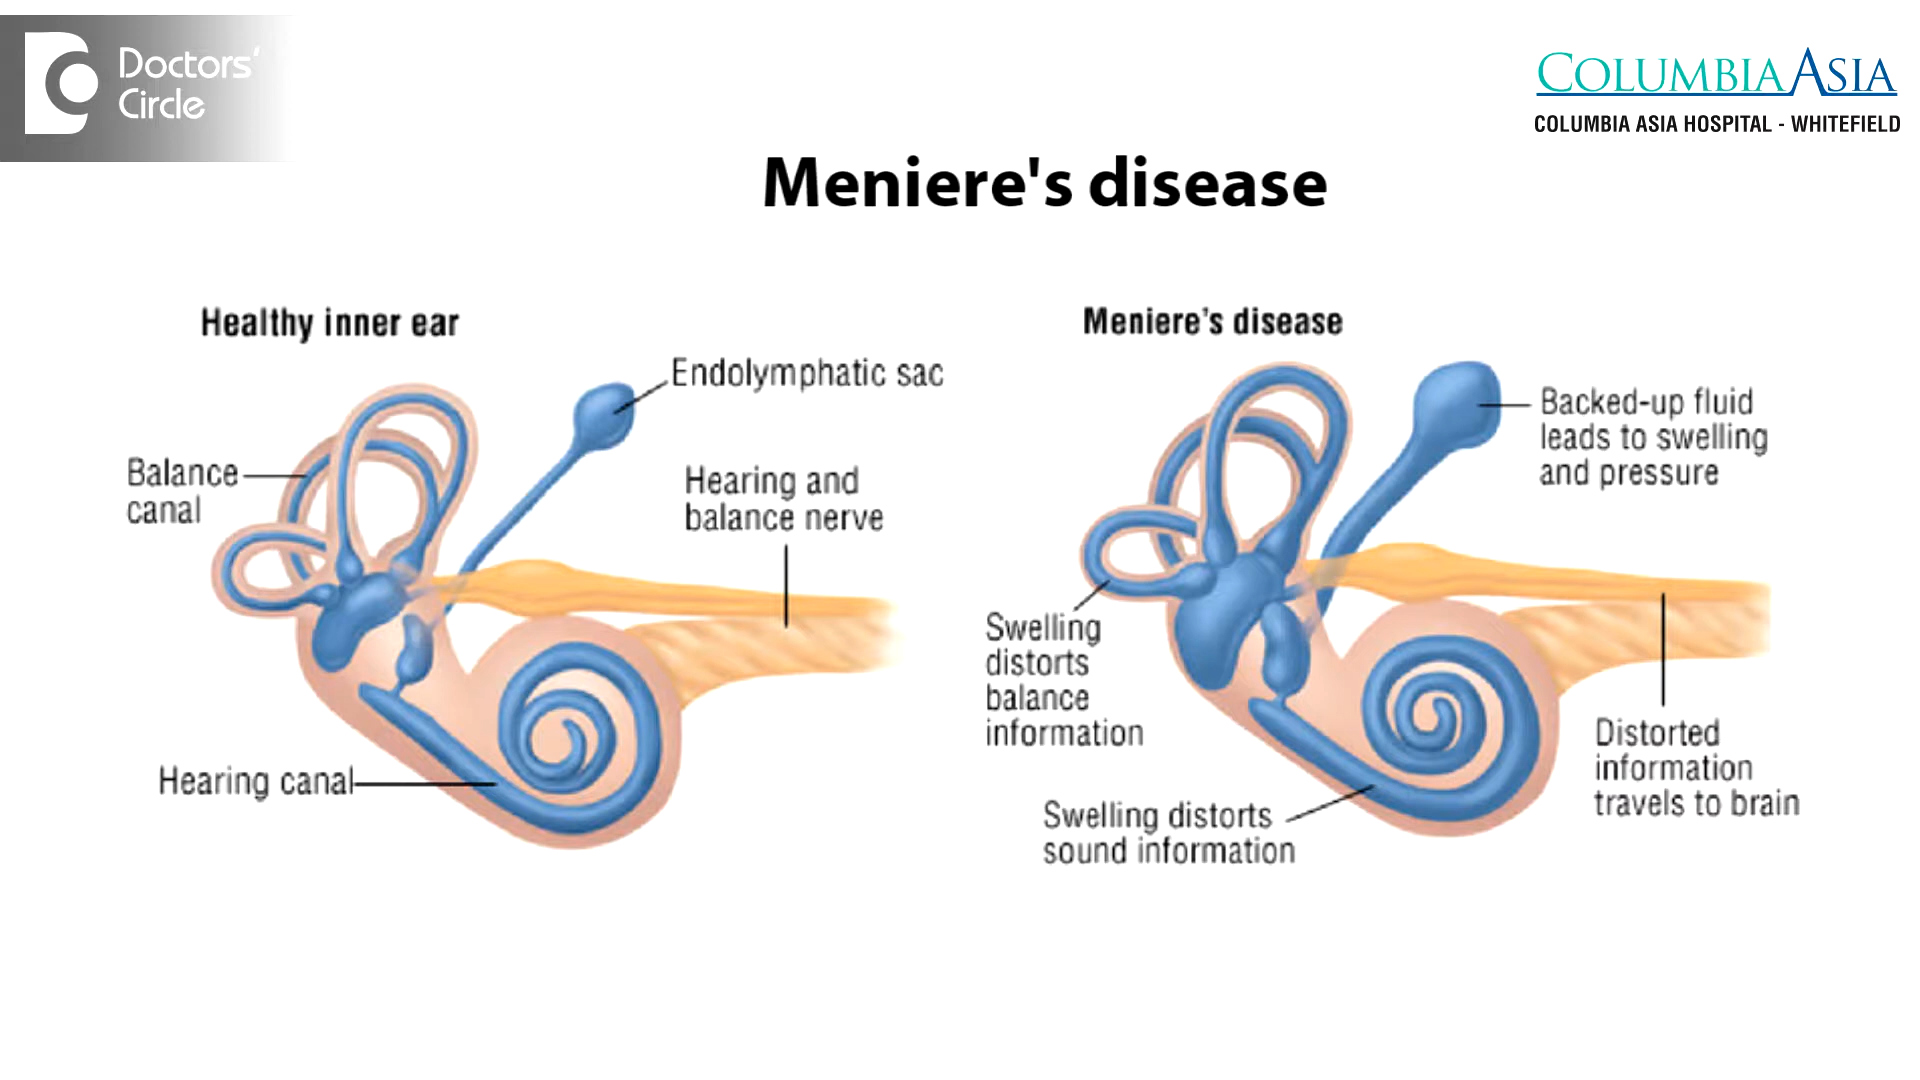 Doctors'
Circle
COLUMBIA ASIA
COLUMBIA ASIA HOSPITAL - WHITEFIELD
Meniere's disease
Healthy inner ear
Endolymphatic sac
Balance
canal
Hearing and
balance nerve
Hearing canal
Meniere's disease
Backed-up fluid
leads to swelling
and pressure
Swelling
distorts
balance
information
Distorted
information
travels to brain
Swelling distorts
sound information